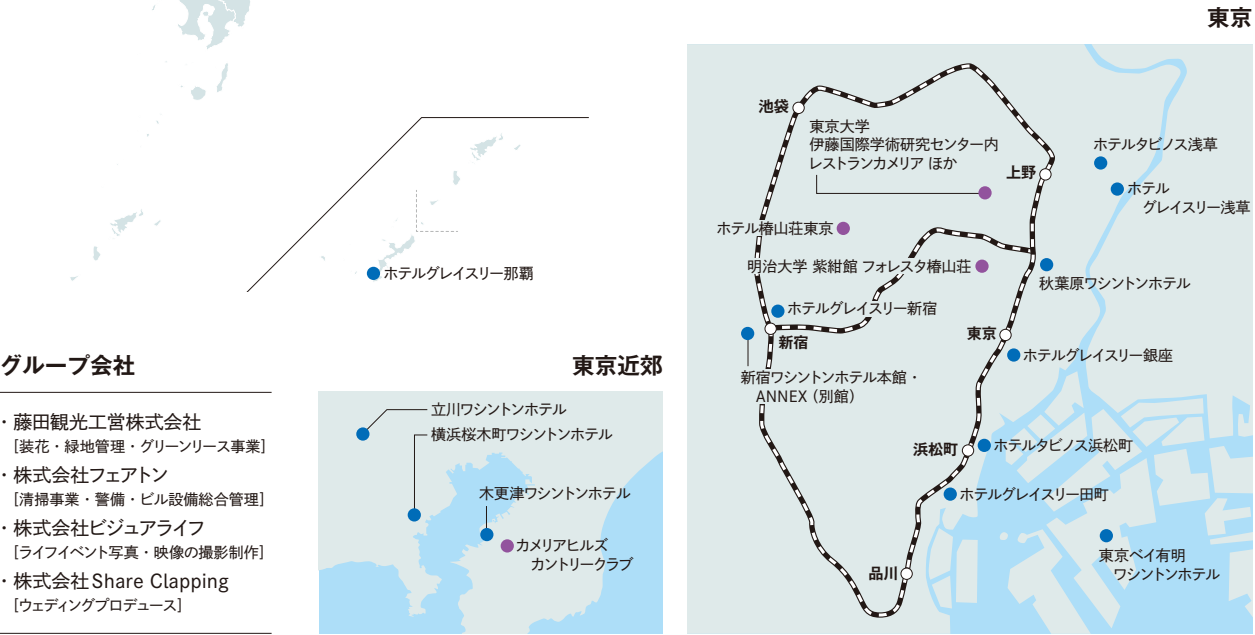 ホテルグレイスリー那覇
グループ会社
・藤田観光工営株式会社
［装花・緑地管理・グリーンリース事業］
・株式会社フェアトン
［清掃事業・警備・ビル設備総合管理］
・株式会社ビジュアライフ
［ライフイベント写真・映像の撮影制作］
・株式会社Share Clapping
［ウェディングプロデュース］
東京近郊
立川ワシントンホテル
横浜桜木町ワシントンホテル
木更津ワシントンホテル
カメリアヒルズ
カントリークラブ
東京
池袋
東京大学
伊藤国際学術研究センター内
レストランカメリア ほか
上野
ホテルタビノス浅草
ホテル
グレイスリー浅草
ホテル椿山荘東京
明治大学 紫紺館 フォレスタ椿山荘
秋葉原ワシントンホテル
ホテルグレイスリー新宿
新宿
東京
ホテルグレイスリー銀座
新宿ワシントンホテル本館・
ANNEX（別館）
浜松町
ホテルタビノス浜松町
ホテルグレイスリー田町
東京ベイ有明
ワシントンホテル
品川